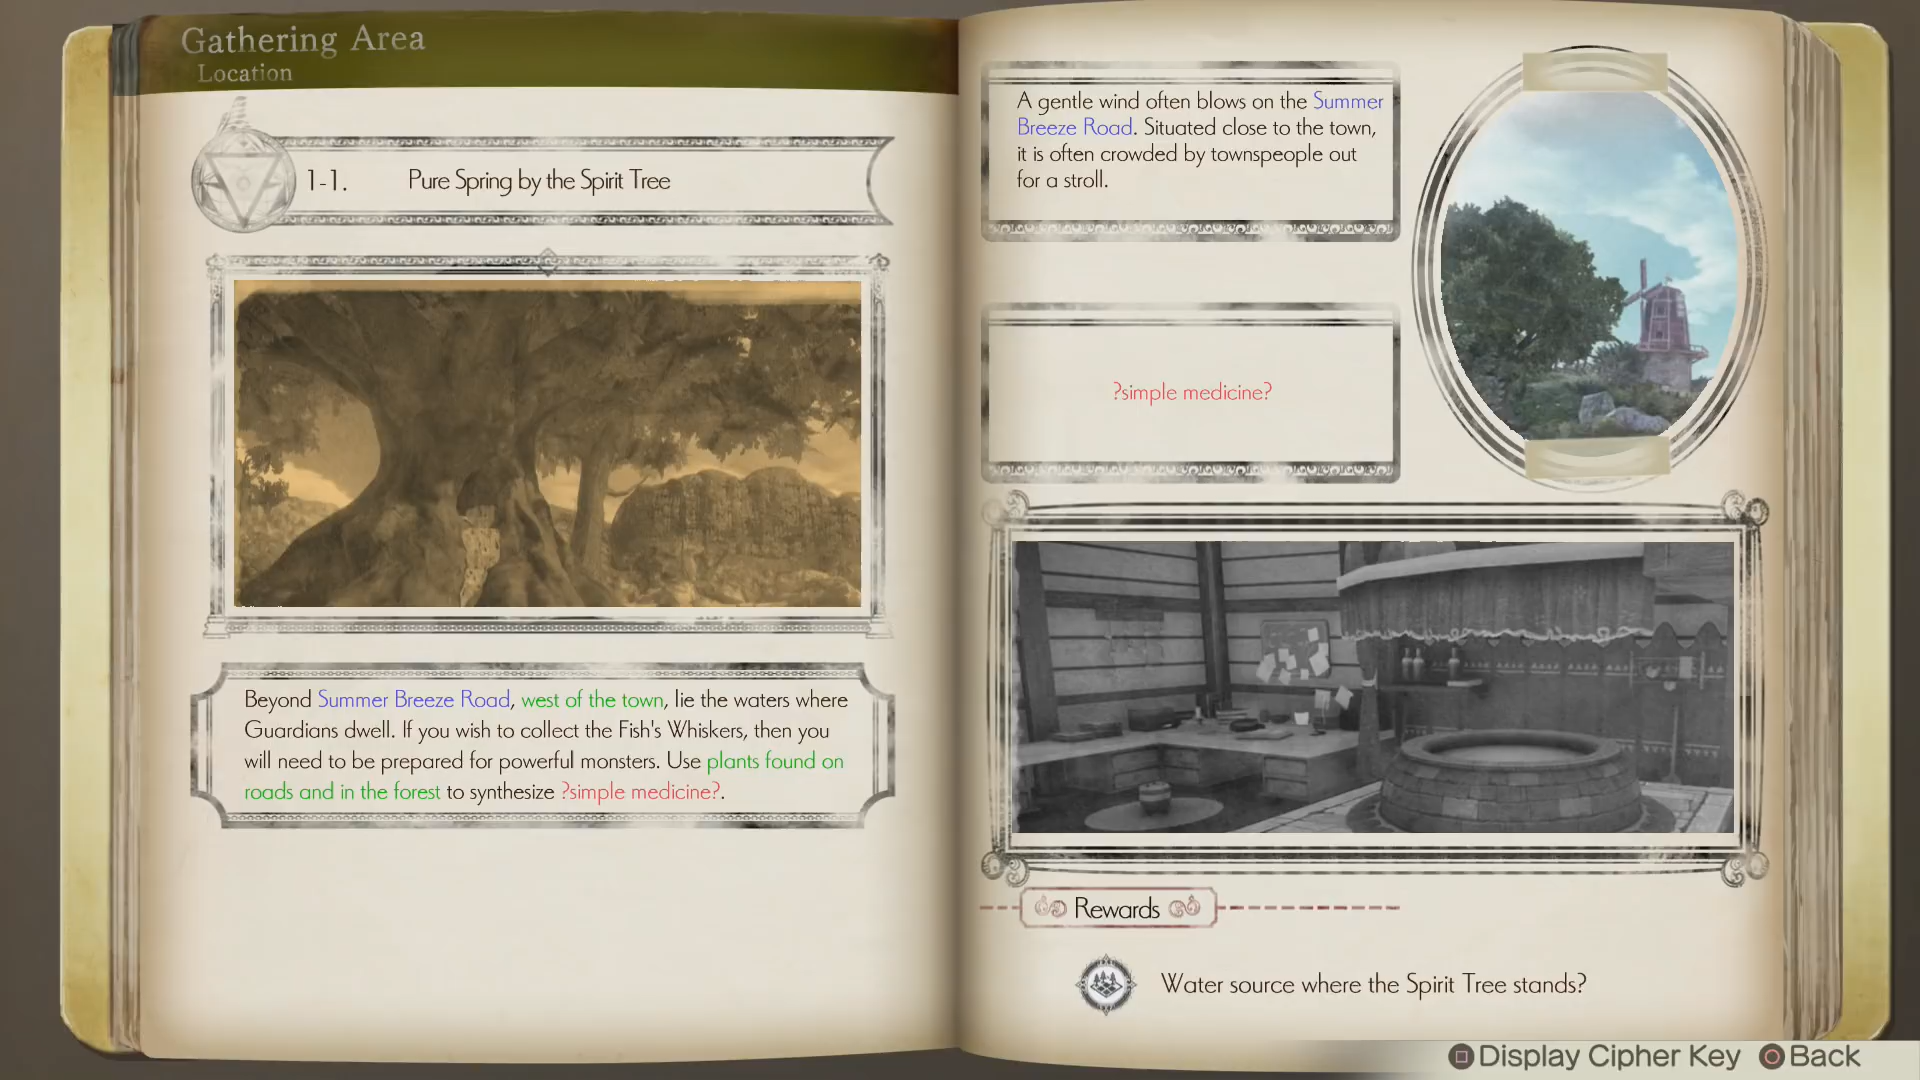 Gathering Area
Location
1-1. Pure Spring by the Spirit Tree
Beyond Summer Breeze Road, west of the town, lie the waters where
Guardians dwell. If you wish to collect the Fish's Whiskers, then you
will need to be prepared for powerful monsters. Use plants found on
roads and in the forest to synthesize ?simple medicine?.
A gentle wind often blows on the Summer
Breeze Road. Situated close to the town,
it is often crowded by townspeople out
for a stroll.
?simple medicine?
Rewards
Water source where the Spirit Tree stands?
Display Cipher Key Back